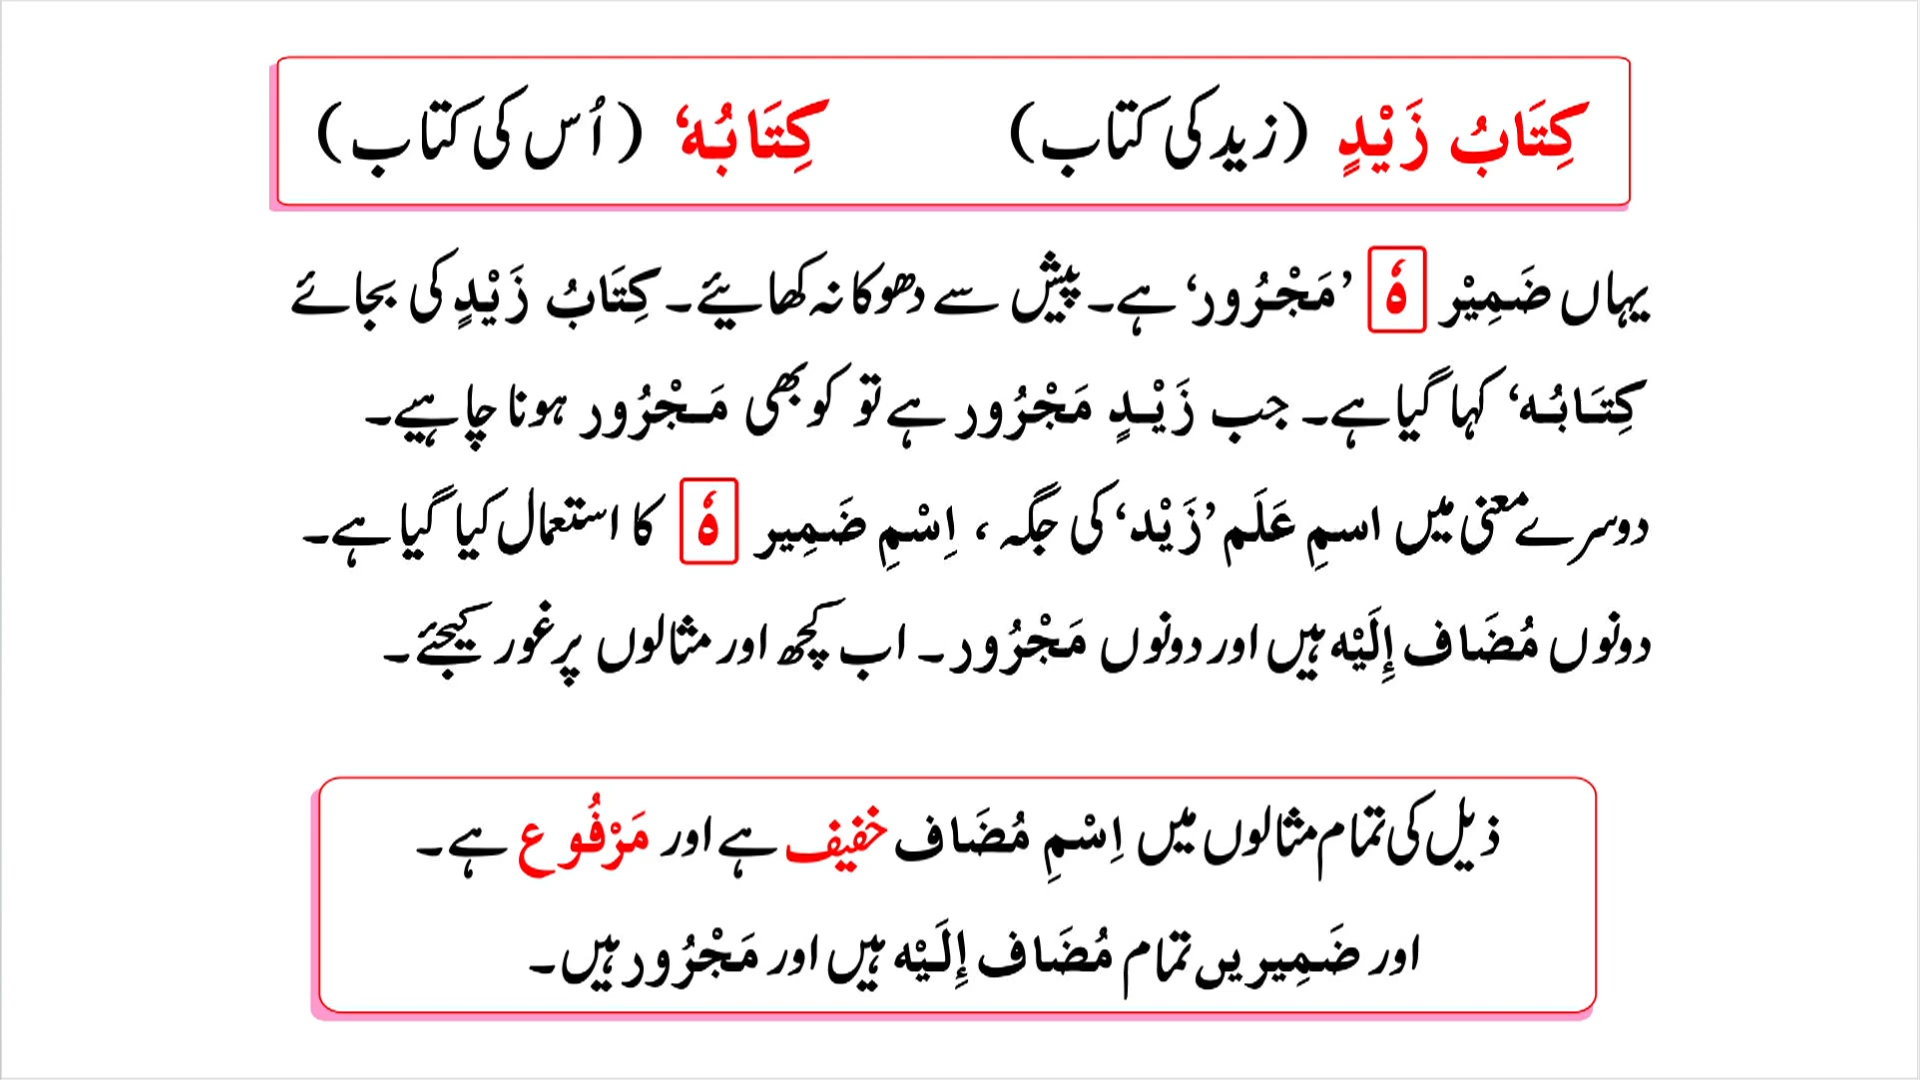 کِتَابُ زَیْدٍ (زید کی کتاب) کِتَابُہ‘ (اُس کی کتاب)
یہاں ضَمِیْر ہٗ ’مَجْرُور‘ ہے۔ پیش سے دھوکا نہ کھائیے۔ کِتَابُ زَیْدٍ کی بجائے
کِتَابُہ‘ کہا گیا ہے۔ جب زَیْدٍ مَجْرُور ہے تو کو بھی مَجْرُور ہونا چاہیے۔
دوسرے معنی میں اسمِ عَلَم ’زَیْد‘ کی جگہ ، اِسْمِ ضَمِیر ہٗ کا استعمال کیا گیا ہے۔
دونوں مُضَاف إِلَیْہ ہیں اور دونوں مَجْرُور۔ اب کچھ اور مثالوں پر غور کیجئے۔
ذیل کی تمام مثالوں میں اِسْمِ مُضَاف خفیف ہے اور مَرْفُوع ہے۔
اور ضَمِیریں تمام مُضَاف إِلَیْہ ہیں اور مَجْرُور ہیں۔